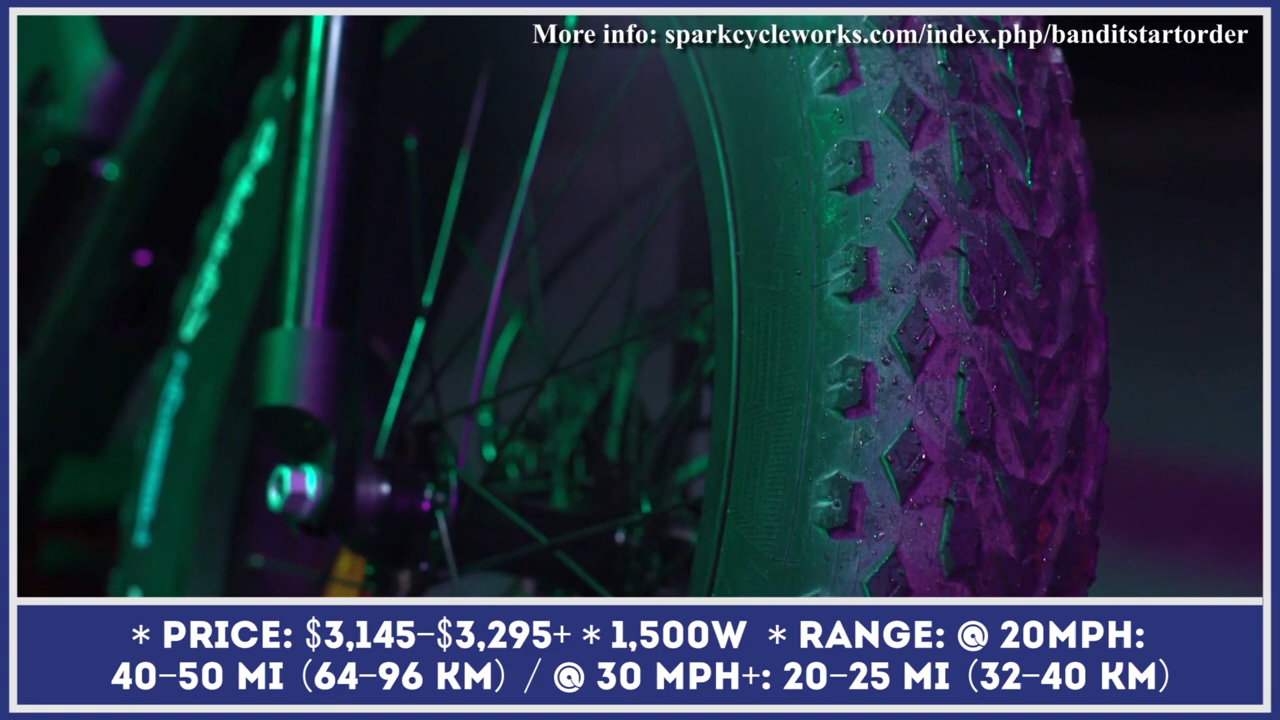 More info: sparkcycleworks.com/index.php/banditstartorder
* PRICE: $3,145–$3,295+ * 1,500W * RANGE: @ 20MPH:
40–50 MI (64–96 KM) / @ 30 MPH+: 20–25 MI (32–40 KM)